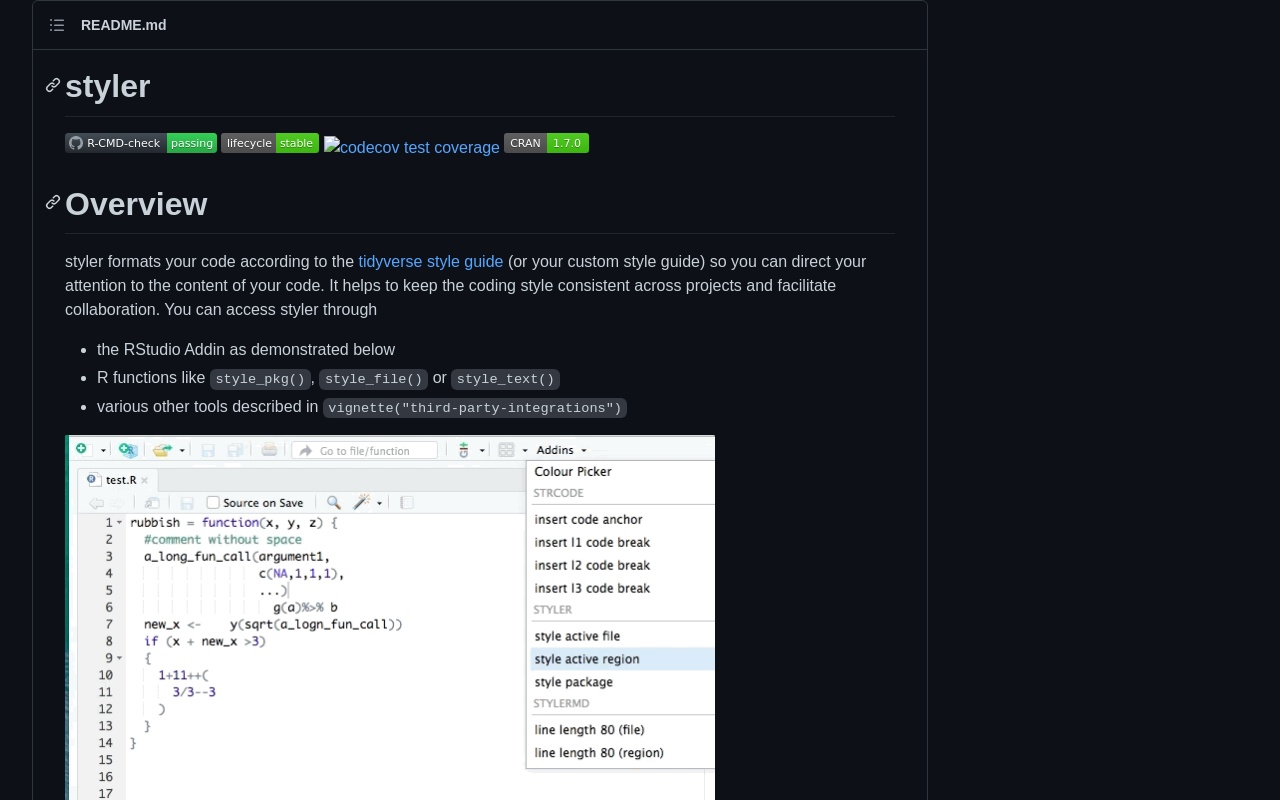 README.md
styler
R-CMD-check passing lifecycle stable codecov test coverage CRAN 1.7.0
Overview
styler formats your code according to the tidyverse style guide (or your custom style guide) so you can direct your
attention to the content of your code. It helps to keep the coding style consistent across projects and facilitate
collaboration. You can access styler through
the RStudio Addin as demonstrated below
R functions like style_pkg(), style_file() or style_text()
various other tools described in vignette("third-party-integrations")
Go to file/function Addins
test.R
Source on Save
1 rubbish = function(x, y, z) {
2 #comment without space
3 a_long_fun_call(argument1,
4 c(NA,1,1,1),
5 ...)
6 g(a)%>% b
7 new_x <- y(sqrt(a_logn_fun_call))
8 if (x + new_x >3)
9 {
10 1+11++(
11 3/3--3
12 )
13 }
14 }
15
16
17
Colour Picker
STRCODE
insert code anchor
insert l1 code break
insert l2 code break
insert l3 code break
STYLER
style active file
style active region
style package
STYLERMD
line length 80 (file)
line length 80 (region)